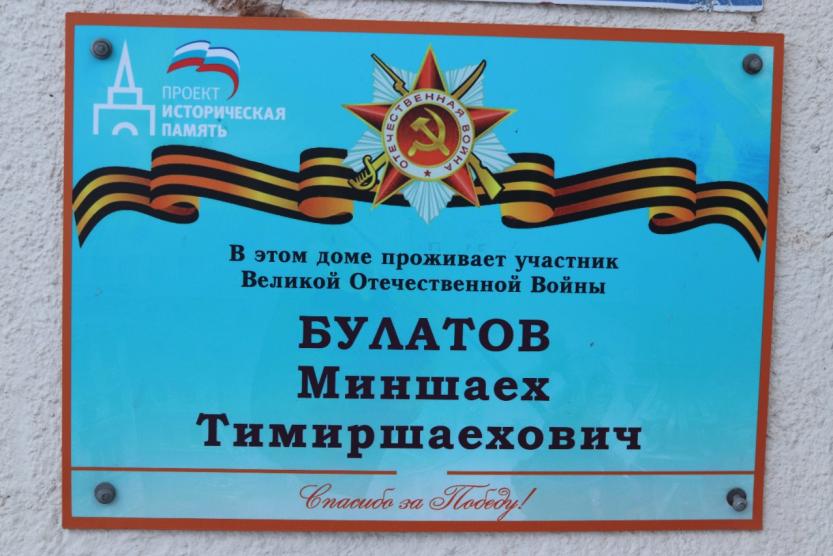 ПРОЕКТ
ИСТОРИЧЕСКАЯ
ПАМЯТЬ
ОТЕЧЕСТВЕННАЯ ВОЙНА
В этом доме проживает участник
Великой Отечественной Войны
БУЛАТОВ
Миншаех
Тимиршаехович
Спасибо за Победу!